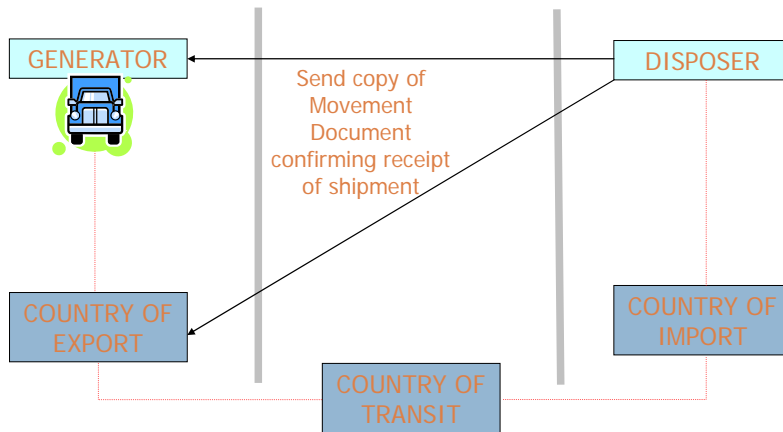 GENERATOR
DISPOSER
Send copy of
Movement
Document
confirming receipt
of shipment
COUNTRY OF
EXPORT
COUNTRY OF
IMPORT
COUNTRY OF
TRANSIT